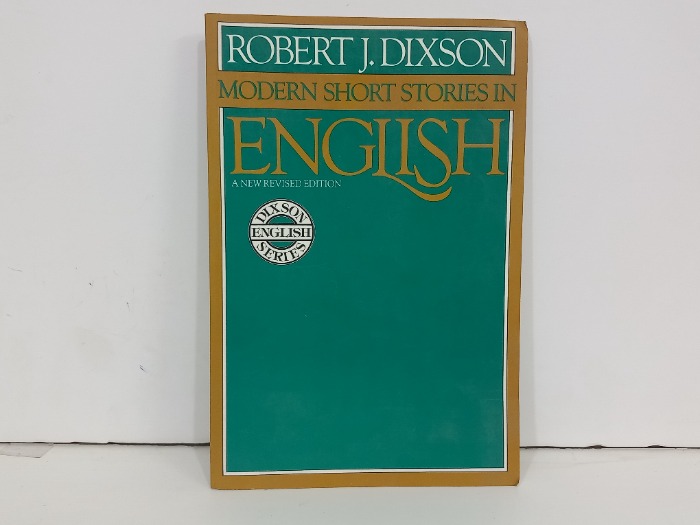 ROBERT J. DIXSON
MODERN SHORT STORIES IN
ENGLISH
A NEW REVISED EDITION
DIXSON
ENGLISH
SERIES